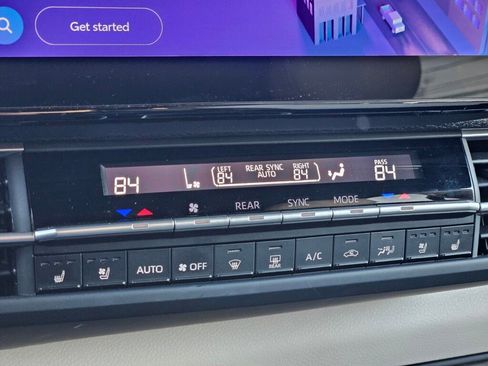 Get started
LEFT REAR SYNC RIGHT PASS
84 84 AUTO 84 84
REAR SYNC MODE
AUTO OFF REAR A/C